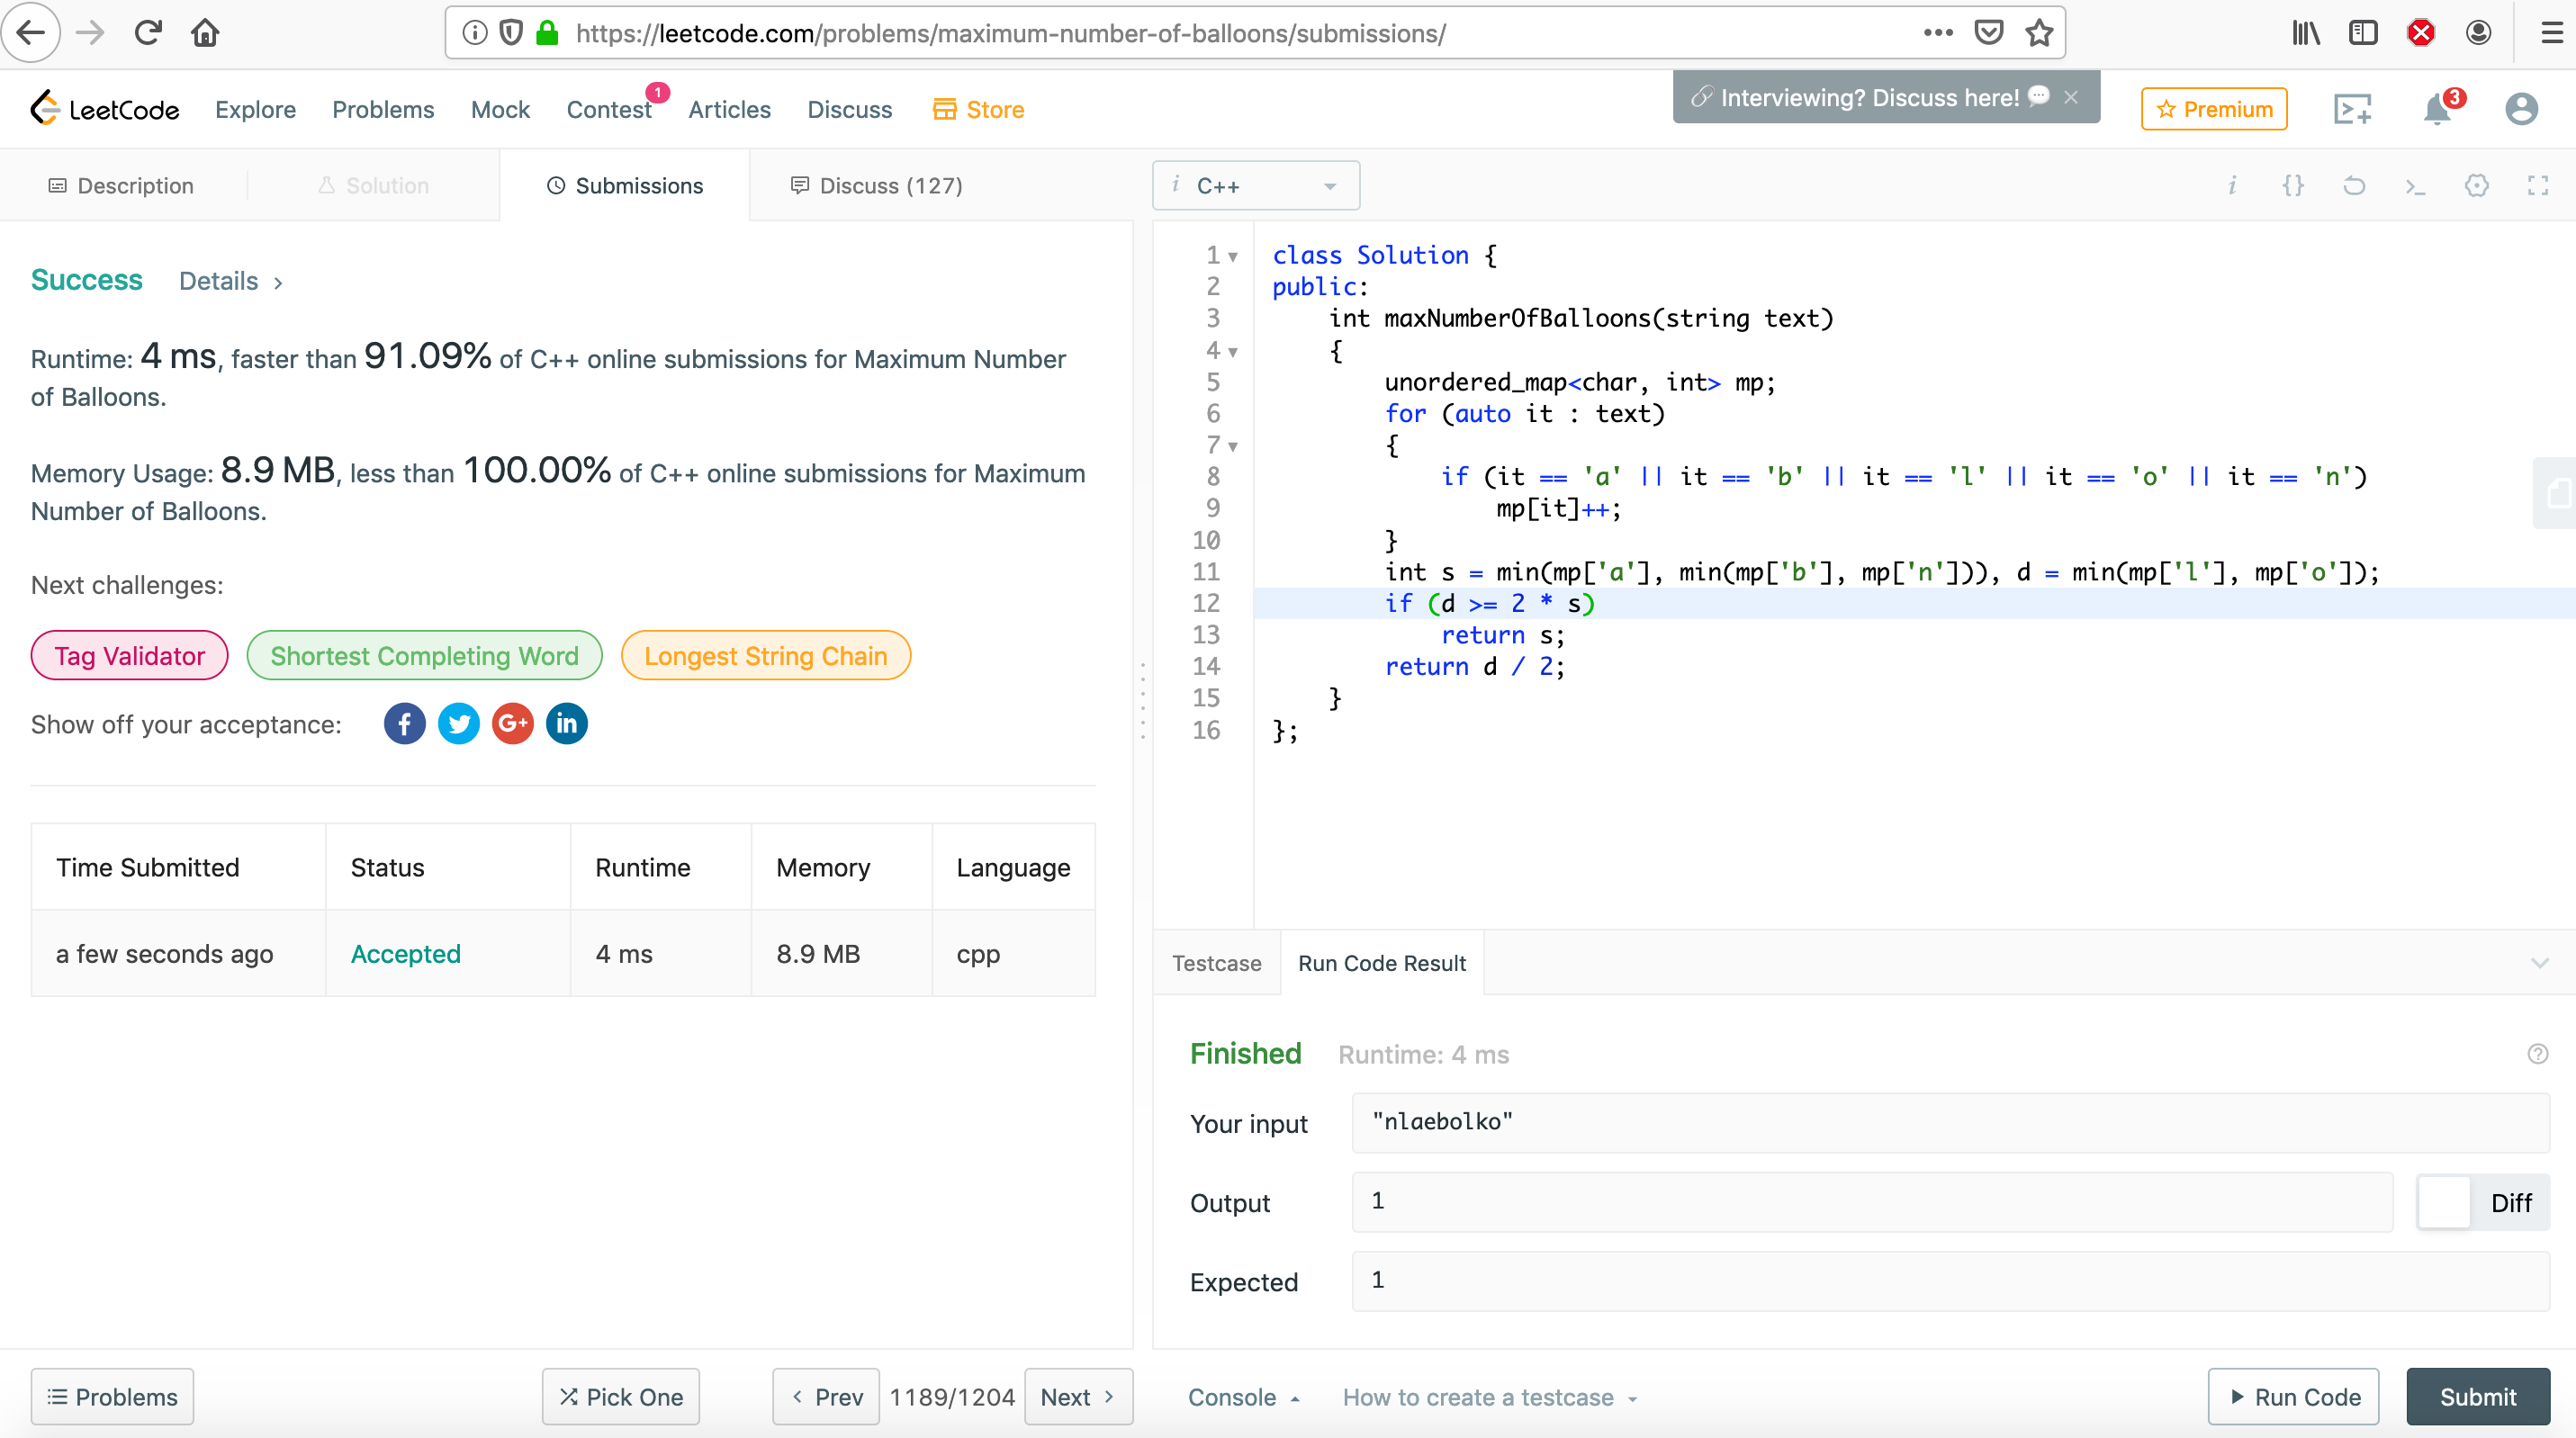 https://leetcode.com/problems/maximum-number-of-balloons/submissions/
LeetCode Explore Problems Mock Contest 1 Articles Discuss Store
Interviewing? Discuss here! Premium 3
Description Solution Submissions Discuss (127)
Success Details
Runtime: 4 ms, faster than 91.09% of C++ online submissions for Maximum Number
of Balloons.
Memory Usage: 8.9 MB, less than 100.00% of C++ online submissions for Maximum
Number of Balloons.
Next challenges:
Tag Validator Shortest Completing Word Longest String Chain
Show off your acceptance: f G+ in
Time Submitted Status Runtime Memory Language
a few seconds ago Accepted 4 ms 8.9 MB cpp
Problems Pick One Prev 1189/1204 Next
i C++
1 class Solution {
2 public:
3 int maxNumberOfBalloons(string text)
4 {
5 unordered_map<char, int> mp;
6 for (auto it : text)
7 {
8 if (it == 'a' || it == 'b' || it == 'l' || it == 'o' || it == 'n')
9 mp[it]++;
10 }
11 int s = min(mp['a'], min(mp['b'], mp['n'])), d = min(mp['l'], mp['o']);
12 if (d >= 2 * s)
13 return s;
14 return d / 2;
15 }
16 };
Testcase Run Code Result
Finished Runtime: 4 ms
Your input "nlaebolko"
Output 1 Diff
Expected 1
Console How to create a testcase Run Code Submit